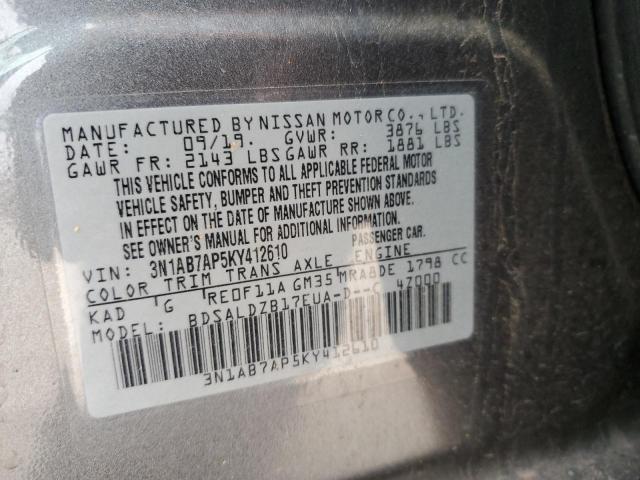 MANUFACTURED BY NISSAN MOTOR CO., LTD.
DATE: 09/19. GVWR: 3876 LBS
GAWR FR: 2143 LBS GAWR RR: 1881 LBS
THIS VEHICLE CONFORMS TO ALL APPLICABLE FEDERAL MOTOR
VEHICLE SAFETY, BUMPER AND THEFT PREVENTION STANDARDS
IN EFFECT ON THE DATE OF MANUFACTURE SHOWN ABOVE.
SEE OWNER'S MANUAL FOR ADDITIONAL INFORMATION.
VIN: 3N1AB7AP5KY412610 PASSENGER CAR.
COLOR TRIM TRANS AXLE ENGINE
KAD G RE0F11A GM35 MRA8DE 1798 CC
MODEL: BDSALDZB17EUA-D--C 4Z000
3N1AB7AP5KY412610